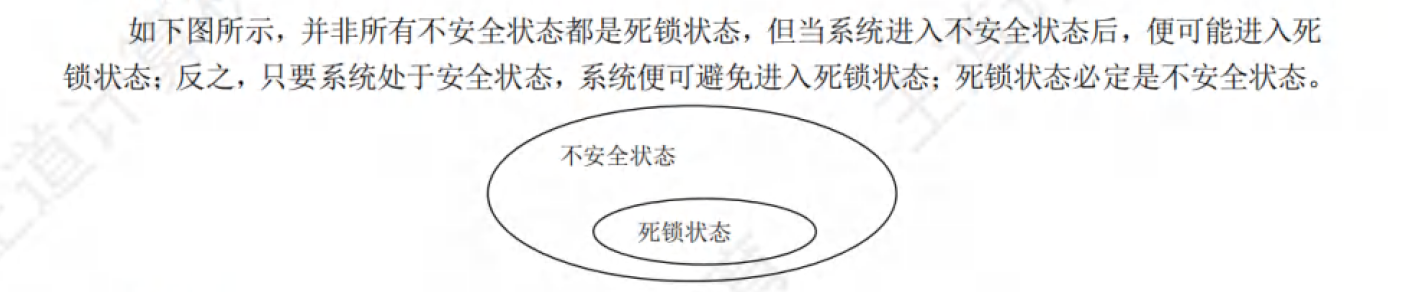 如下图所示，并非所有不安全状态都是死锁状态，但当系统进入不安全状态后，便可能进入死
锁状态；反之，只要系统处于安全状态，系统便可避免进入死锁状态；死锁状态必定是不安全状态。
不安全状态
死锁状态